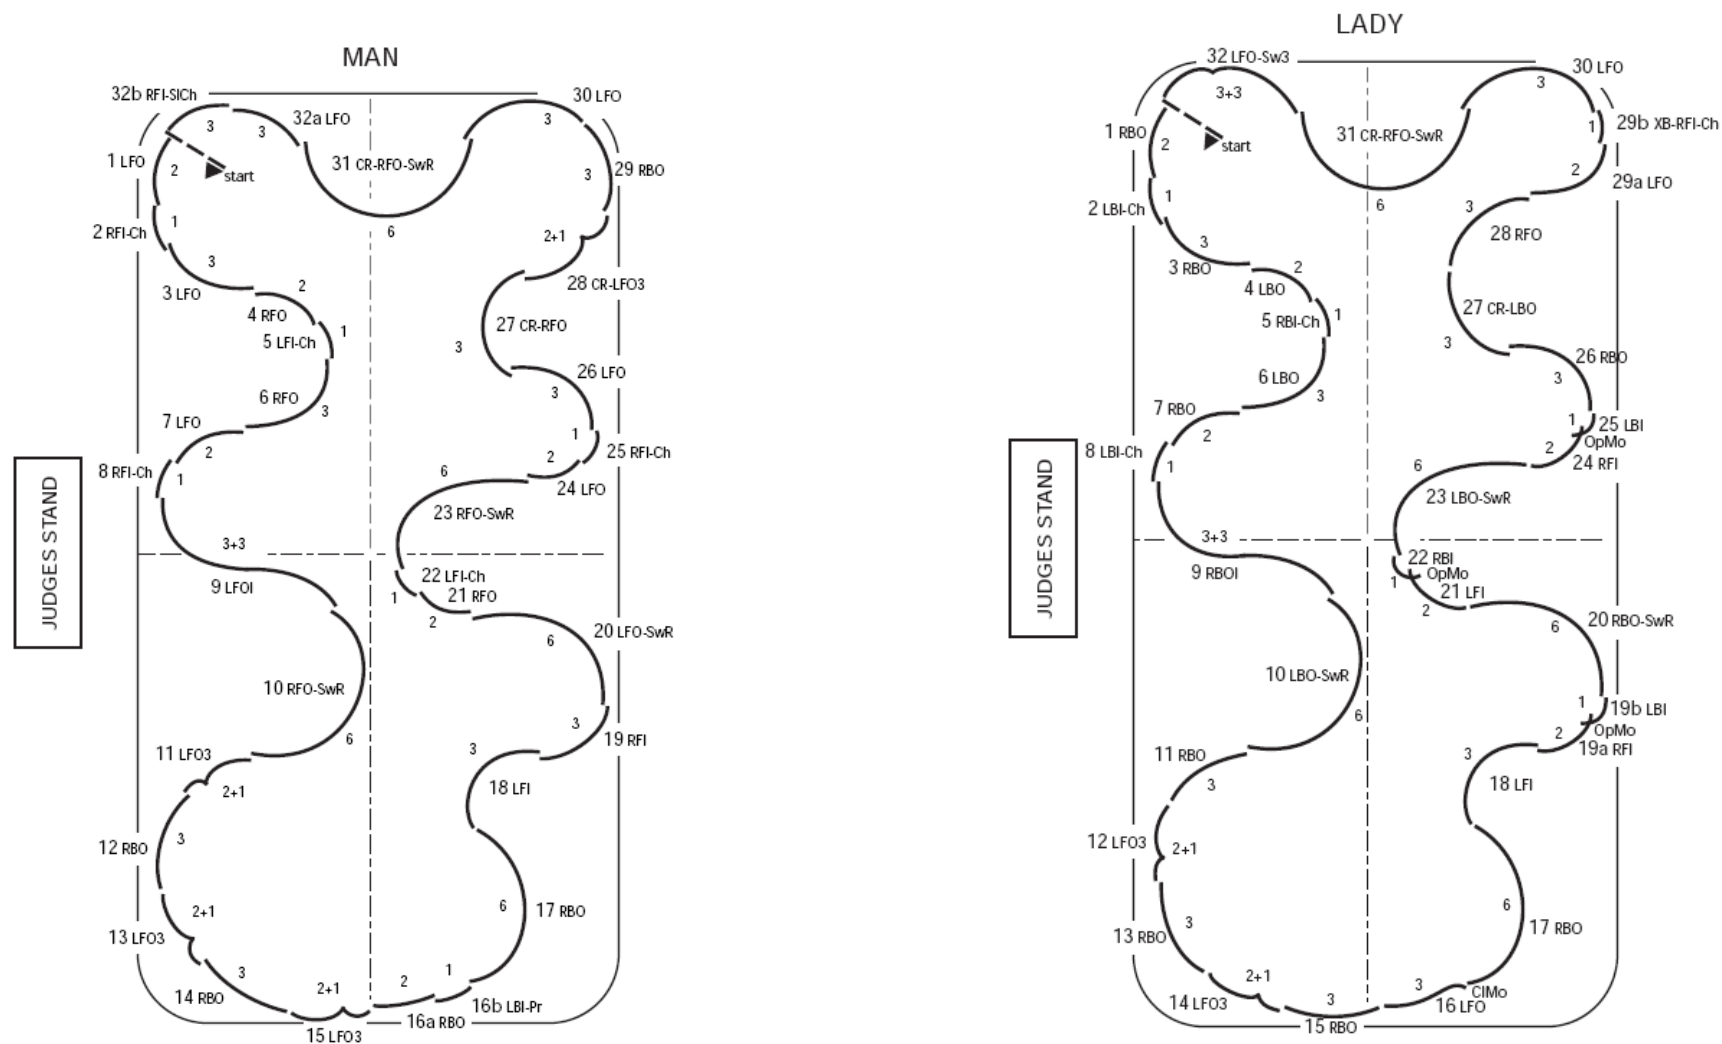 MAN
32b RFI-SlCh
30 LFO
32a LFO
3
3
3
1 LFO
2
start
31 CR-RFO-SwR
29 RBO
3
2 RFI-Ch
1
6
2+1
3
3 LFO
2
28 CR-LFO3
4 RFO
5 LFI-Ch
1
27 CR-RFO
3
6 RFO
3
26 LFO
3
7 LFO
2
1
25 RFI-Ch
8 RFI-Ch
1
6
2
24 LFO
23 RFO-SwR
JUDGES STAND
3+3
9 LFOI
22 LFI-Ch
1
21 RFO
2
20 LFO-SwR
6
10 RFO-SwR
6
3
19 RFI
11 LFO3
2+1
3
18 LFI
12 RBO
3
2+1
13 LFO3
6
17 RBO
14 RBO
3
2+1
2
1
15 LFO3
16a RBO
16b LBI-Pr
LADY
32 LFO-Sw3
30 LFO
3+3
3
1 RBO
2
start
31 CR-RFO-SwR
1
29b XB-RFI-Ch
2
29a LFO
2 LBI-Ch
1
6
3
3 RBO
3
28 RFO
4 LBO
2
5 RBI-Ch
1
27 CR-LBO
3
6 LBO
3
26 RBO
3
7 RBO
2
1
25 LBI
OpMo
8 LBI-Ch
1
2
24 RFI
6
23 LBO-SwR
JUDGES STAND
3+3
9 RBOI
22 RBI
OpMo
1
21 LFI
2
20 RBO-SwR
6
10 LBO-SwR
6
1
19b LBI
OpMo
2
19a RFI
11 RBO
3
3
18 LFI
12 LFO3
2+1
13 RBO
3
6
17 RBO
14 LFO3
2+1
3
15 RBO
3
ClMo
16 LFO